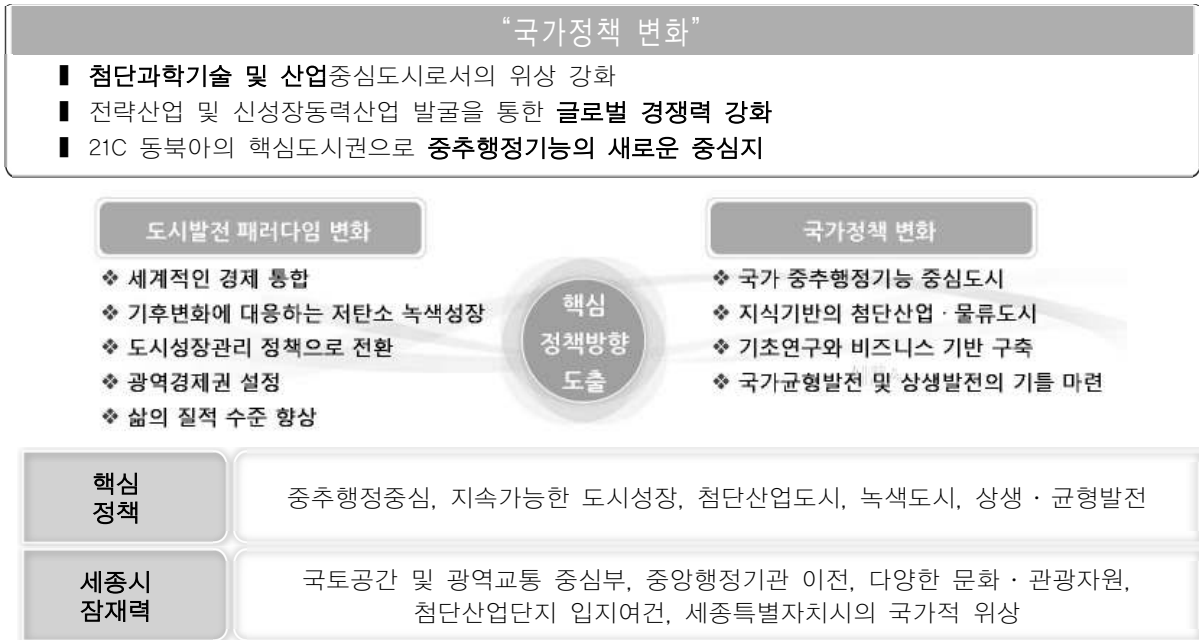 “국가정책 변화”
▌ 첨단과학기술 및 산업중심도시로서의 위상 강화
▌ 전략산업 및 신성장동력산업 발굴을 통한 글로벌 경쟁력 강화
▌ 21C 동북아의 핵심도시권으로 중추행정기능의 새로운 중심지
도시발전 패러다임 변화
❖ 세계적인 경제 통합
❖ 기후변화에 대응하는 저탄소 녹색성장
❖ 도시성장관리 정책으로 전환
❖ 광역경제권 설정
❖ 삶의 질적 수준 향상
핵심
정책방향
도출
국가정책 변화
❖ 국가 중추행정기능 중심도시
❖ 지식기반의 첨단산업 · 물류도시
❖ 기초연구와 비즈니스 기반 구축
❖ 국가균형발전 및 상생발전의 기틀 마련
핵심
정책
중추행정중심, 지속가능한 도시성장, 첨단산업도시, 녹색도시, 상생 · 균형발전
세종시
잠재력
국토공간 및 광역교통 중심부, 중앙행정기관 이전, 다양한 문화 · 관광자원,
첨단산업단지 입지여건, 세종특별자치시의 국가적 위상